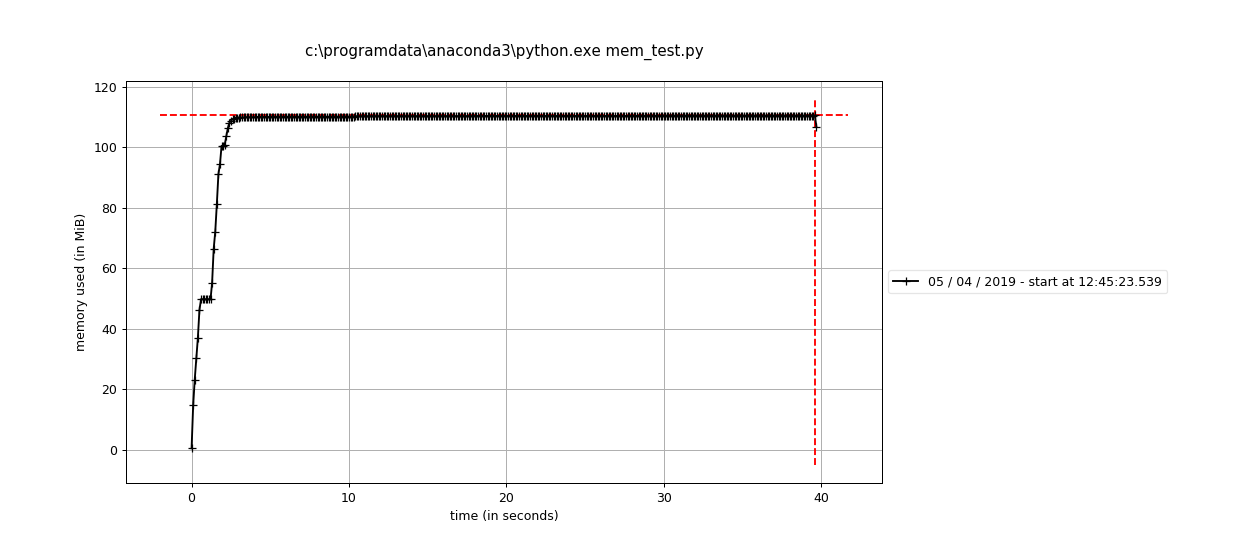 c:\programdata\anaconda3\python.exe mem_test.py
120
100
80
60
40
20
0
memory used (in MiB)
0 10 20 30 40
time (in seconds)
05 / 04 / 2019 - start at 12:45:23.539